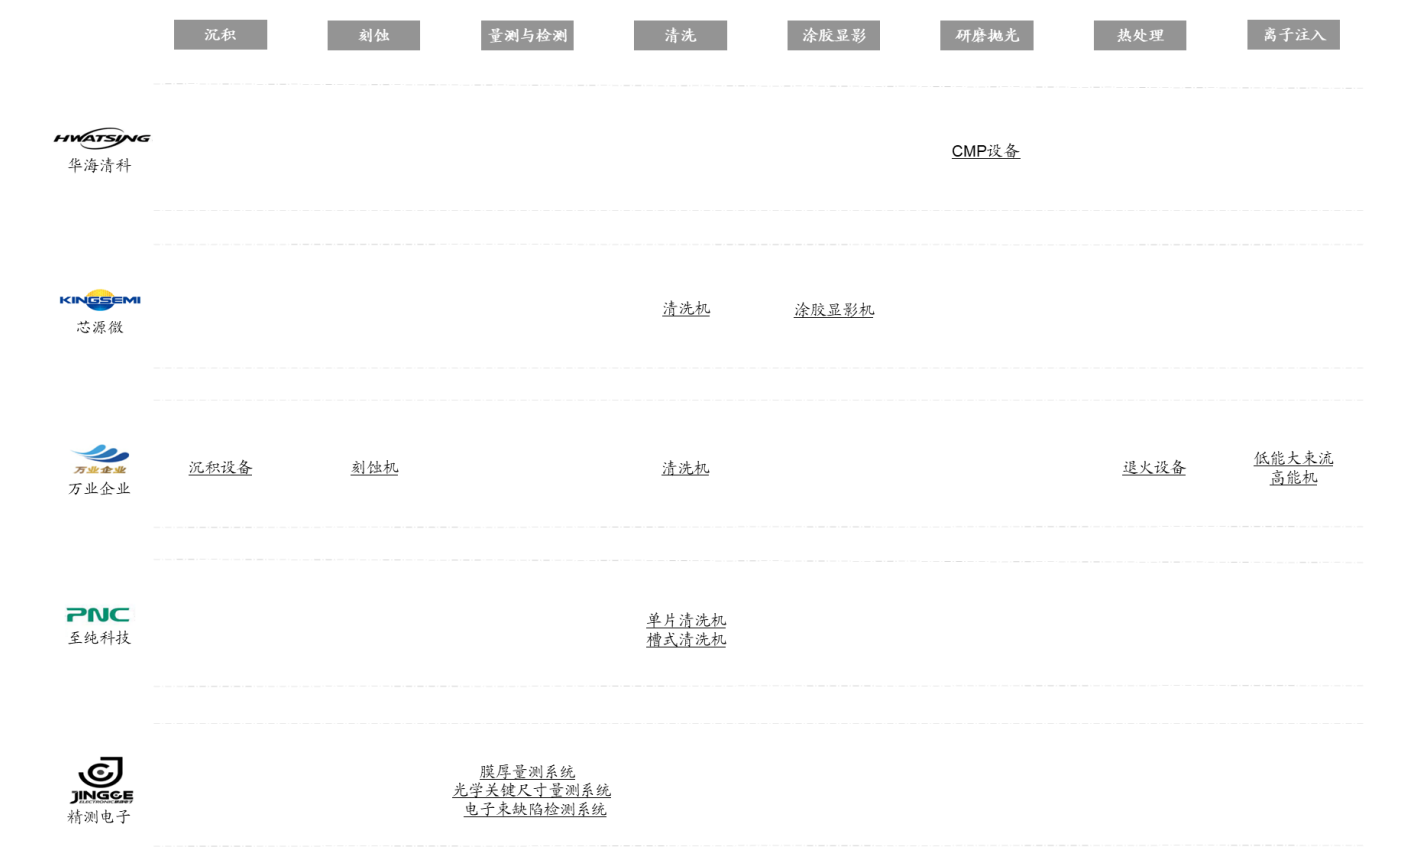 沉积 刻蚀 量测与检测 清洗 涂胶显影 研磨抛光 热处理 离子注入
HWATSING
华海清科
CMP设备
KINGSEMI
芯源微
清洗机 涂胶显影机
万业企业
万业企业
沉积设备 刻蚀机 清洗机 退火设备
低能大束流
高能机
PNC
至纯科技
单片清洗机
槽式清洗机
JINGCE
精测电子
膜厚量测系统
光学关键尺寸量测系统
电子束缺陷检测系统